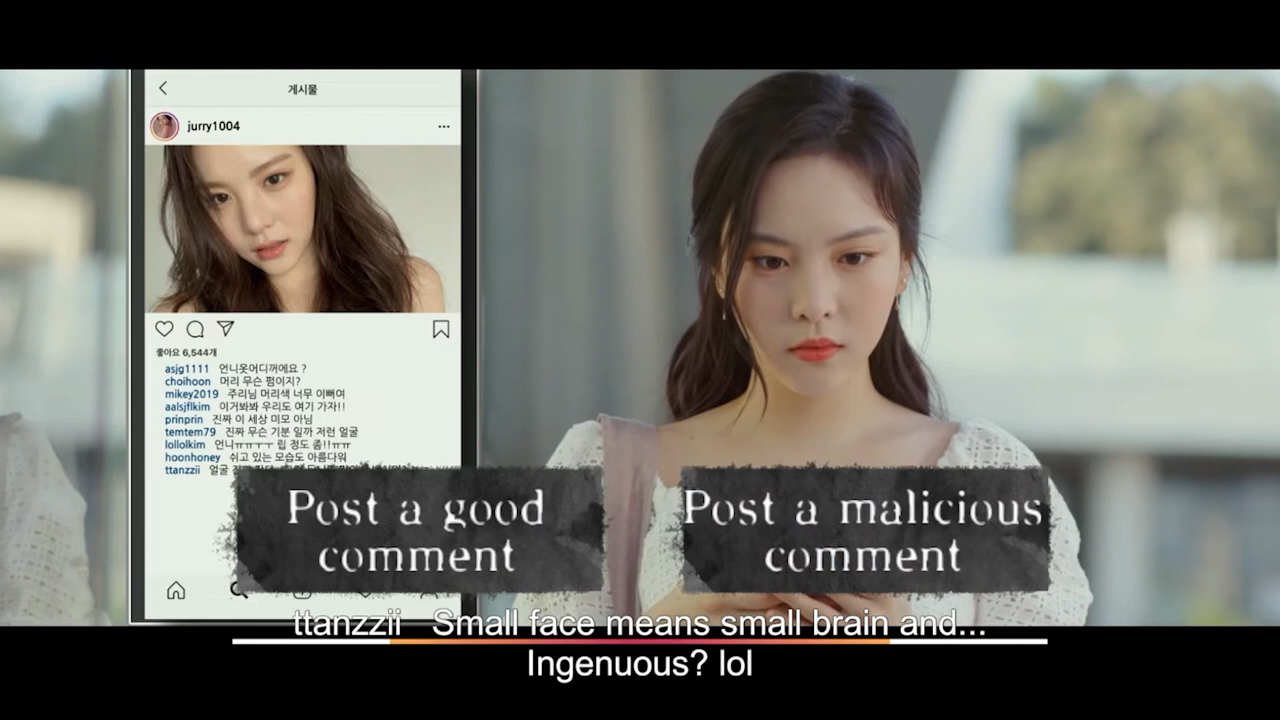 게시물
jurry1004
좋아요 6,544개
asjg1111 언니옷어디꺼에요 ?
choihoon 머리 무슨 펌이지?
mikey2019 주리님 머리색 너무 이뻐여
aalsjflkim 이거봐봐 우리도 여기 가자!!
prinprin 진짜 이 세상 미모 아님
temtem79 진짜 무슨 기분 일까 저런 얼굴
lollolkim 언니ㅠㅠㅜㅜ 립 정도 좀!!ㅠㅠ
hoonhoney 쉬고 있는 모습도 아름다워
ttanzzii 얼굴
Post a good
comment
Post a malicious
comment
ttanzzii Small face means small brain and...
Ingenuous? lol